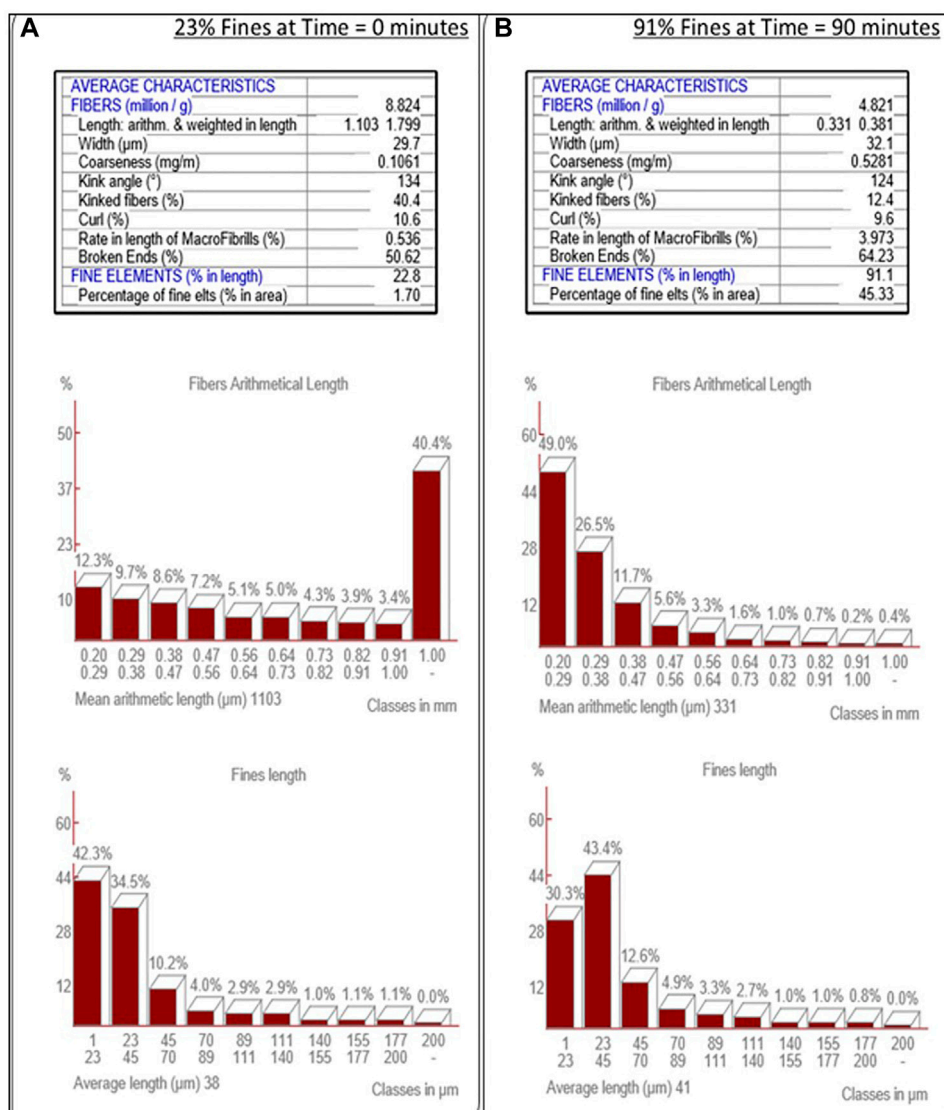 A 23% Fines at Time = 0 minutes
AVERAGE CHARACTERISTICS
FIBERS (million / g) 8.824
Length: arithm. & weighted in length 1.103 1.799
Width (µm) 29.7
Coarseness (mg/m) 0.1061
Kink angle (°) 134
Kinked fibers (%) 40.4
Curl (%) 10.6
Rate in length of MacroFibrills (%) 0.536
Broken Ends (%) 50.62
FINE ELEMENTS (% in length) 22.8
Percentage of fine elts (% in area) 1.70
% Fibers Arithmetical Length
50
37
23
10
12.3% 9.7% 8.6% 7.2% 5.1% 5.0% 4.3% 3.9% 3.4% 40.4%
0.20 0.29 0.38 0.47 0.56 0.64 0.73 0.82 0.91 1.00
0.29 0.38 0.47 0.56 0.64 0.73 0.82 0.91 1.00 -
Mean arithmetic length (µm) 1103 Classes in mm
% Fines length
60
44
28
12
42.3% 34.5% 10.2% 4.0% 2.9% 2.9% 1.0% 1.1% 1.1% 0.0%
1 23 45 70 89 111 140 155 177 200
23 45 70 89 111 140 155 177 200 -
Average length (µm) 38 Classes in µm
B 91% Fines at Time = 90 minutes
AVERAGE CHARACTERISTICS
FIBERS (million / g) 4.821
Length: arithm. & weighted in length 0.331 0.381
Width (µm) 32.1
Coarseness (mg/m) 0.5281
Kink angle (°) 124
Kinked fibers (%) 12.4
Curl (%) 9.6
Rate in length of MacroFibrills (%) 3.973
Broken Ends (%) 64.23
FINE ELEMENTS (% in length) 91.1
Percentage of fine elts (% in area) 45.33
% Fibers Arithmetical Length
60
44
28
12
49.0% 26.5% 11.7% 5.6% 3.3% 1.6% 1.0% 0.7% 0.2% 0.4%
0.20 0.29 0.38 0.47 0.56 0.64 0.73 0.82 0.91 1.00
0.29 0.38 0.47 0.56 0.64 0.73 0.82 0.91 1.00 -
Mean arithmetic length (µm) 331 Classes in mm
% Fines length
60
44
28
12
30.3% 43.4% 12.6% 4.9% 3.3% 2.7% 1.0% 1.0% 0.8% 0.0%
1 23 45 70 89 111 140 155 177 200
23 45 70 89 111 140 155 177 200 -
Average length (µm) 41 Classes in µm